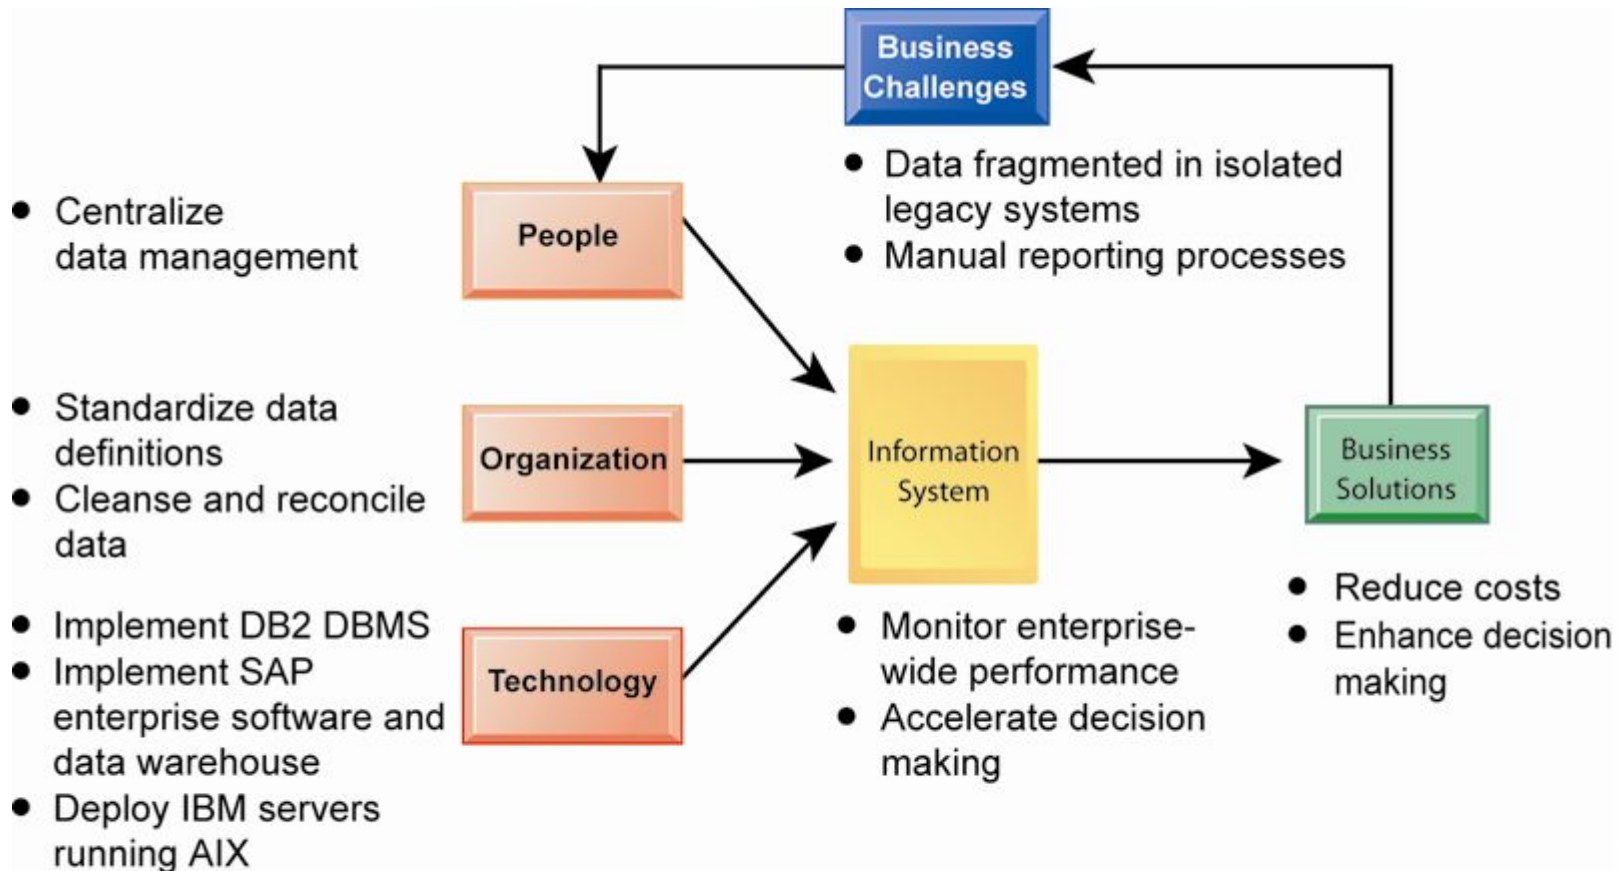 Business
Challenges
• Data fragmented in isolated
legacy systems
• Manual reporting processes
• Centralize
data management
People
• Standardize data
definitions
• Cleanse and reconcile
data
Organization
• Implement DB2 DBMS
• Implement SAP
enterprise software and
data warehouse
• Deploy IBM servers
running AIX
Technology
Information
System
• Monitor enterprise-
wide performance
• Accelerate decision
making
Business
Solutions
• Reduce costs
• Enhance decision
making